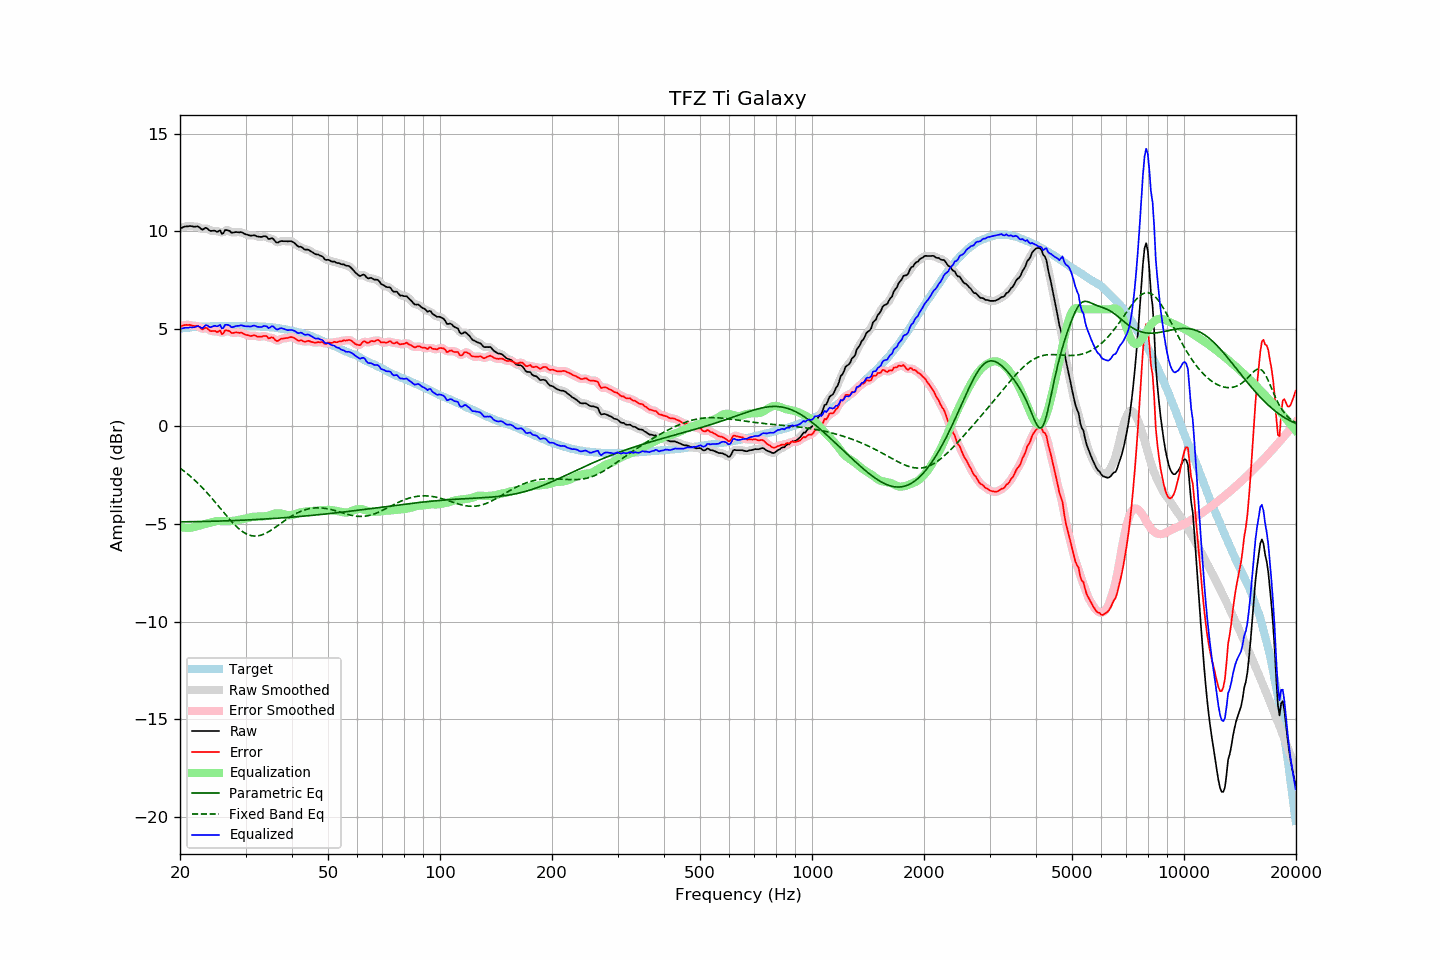 TFZ Ti Galaxy
Amplitude (dBr)
15
10
5
0
−5
−10
−15
−20
Target
Raw Smoothed
Error Smoothed
Raw
Error
Equalization
Parametric Eq
Fixed Band Eq
Equalized
20 50 100 200 500 1000 2000 5000 10000 20000
Frequency (Hz)